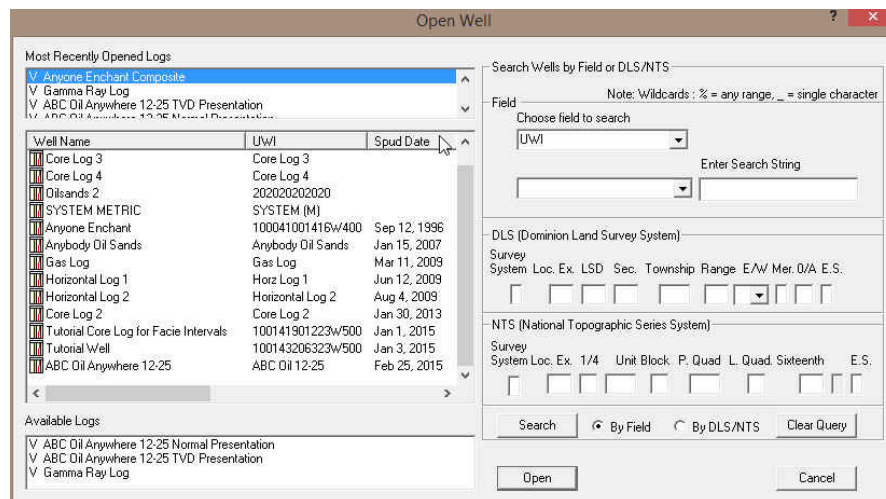 Open Well
?
Most Recently Opened Logs
V Anyone Enchant Composite
V Gamma Ray Log
V ABC Oil Anywhere 12-25 TVD Presentation
V ABC Oil Anywhere 12-25 Normal Presentation
Well Name UWI Spud Date
Core Log 3 Core Log 3
Core Log 4 Core Log 4
Oilsands 2 202020202020
SYSTEM METRIC SYSTEM (M)
Anyone Enchant 100041001416W400 Sep 12, 1996
Anybody Oil Sands Anybody Oil Sands Jan 15, 2007
Gas Log Gas Log Mar 11, 2009
Horizontal Log 1 Horz Log 1 Jun 12, 2009
Horizontal Log 2 Horizontal Log 2 Aug 4, 2009
Core Log 2 Core Log 2 Jan 30, 2013
Tutorial Core Log for Facie Intervals 100141901223W500 Jan 1, 2015
Tutorial Well 100143206323W500 Jan 3, 2015
ABC Oil Anywhere 12-25 ABC Oil 12-25 Feb 25, 2015
Available Logs
V ABC Oil Anywhere 12-25 Normal Presentation
V ABC Oil Anywhere 12-25 TVD Presentation
V Gamma Ray Log
Search Wells by Field or DLS/NTS
Note: Wildcards : % = any range, _ = single character
Field
Choose field to search
UWI
Enter Search String
DLS (Dominion Land Survey System)
Survey
System Loc. Ex. LSD Sec. Township Range E/W Mer. 0/A E.S.
NTS (National Topographic Series System)
Survey
System Loc. Ex. 1/4 Unit Block P. Quad L. Quad. Sixteenth E.S.
Search By Field By DLS/NTS Clear Query
Open Cancel